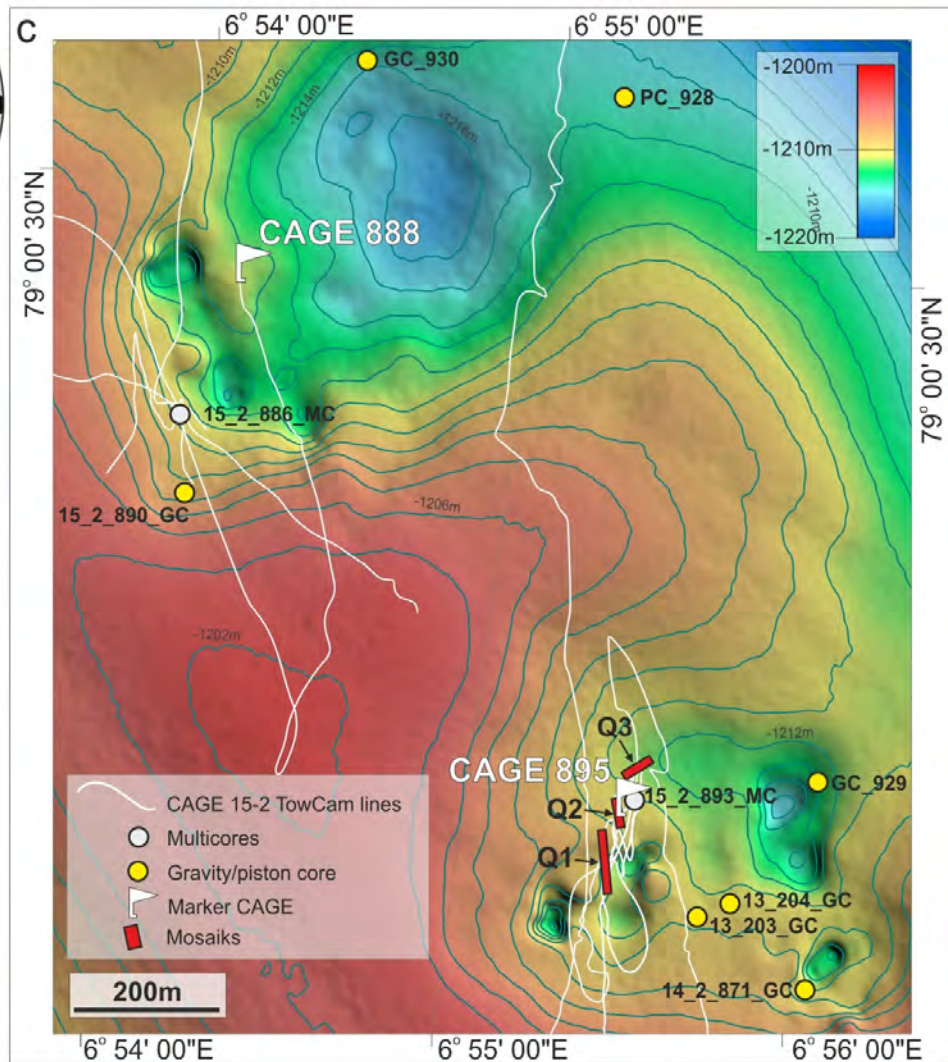 C
6° 54' 00"E
6° 55' 00"E
GC_930
PC_928
-1200m
-1210m
-1220m
-1210m
-1210m
-1212m
-1214m
-1216m
79° 00' 30"N
79° 00' 30"N
CAGE 888
15_2_886_MC
15_2_890_GC
-1206m
-1202m
-1212m
Q3
CAGE 895
15_2_893_MC
GC_929
Q2
Q1
13_204_GC
13_203_GC
14_2_871_GC
CAGE 15-2 TowCam lines
Multicores
Gravity/piston core
Marker CAGE
Mosaiks
200m
6° 54' 00"E
6° 55' 00"E
6° 56' 00"E